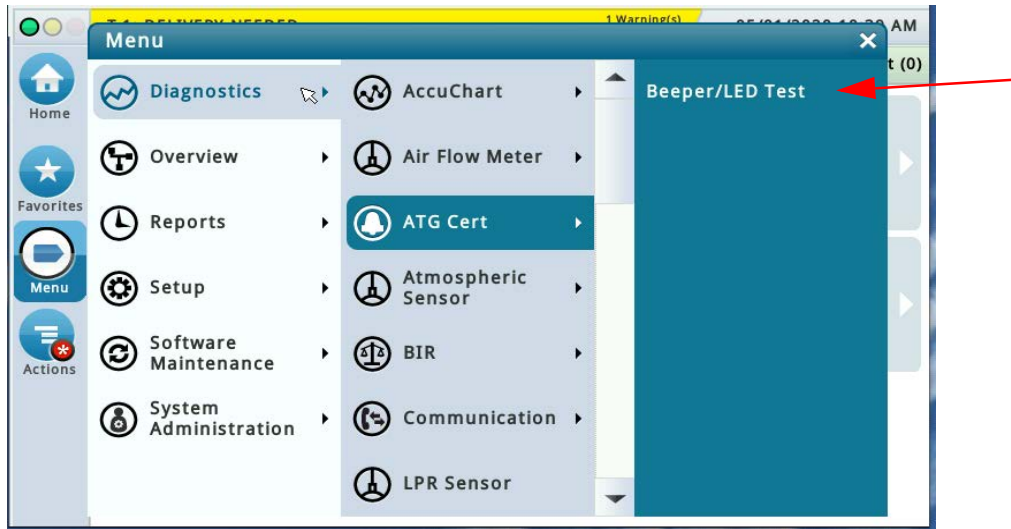 1 Warning(s)
AM
Menu
t (0)
Home
Favorites
Menu
Actions
Diagnostics
Overview
Reports
Setup
Software
Maintenance
System
Administration
AccuChart
Air Flow Meter
ATG Cert
Atmospheric
Sensor
BIR
Communication
LPR Sensor
Beeper/LED Test